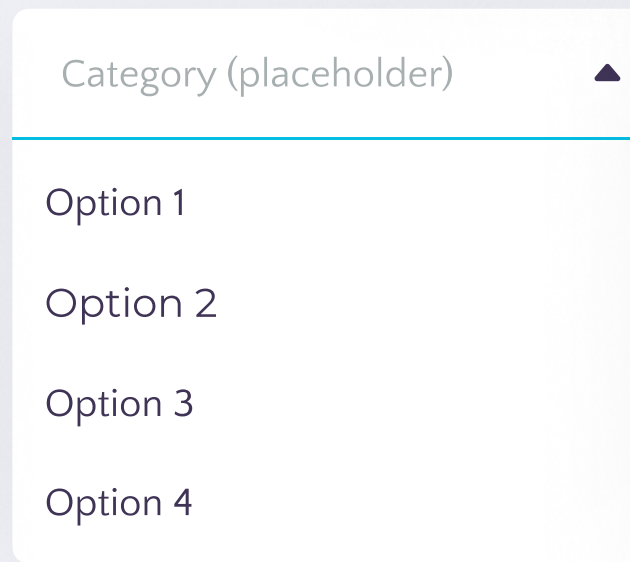 Category (placeholder)
Option 1
Option 2
Option 3
Option 4